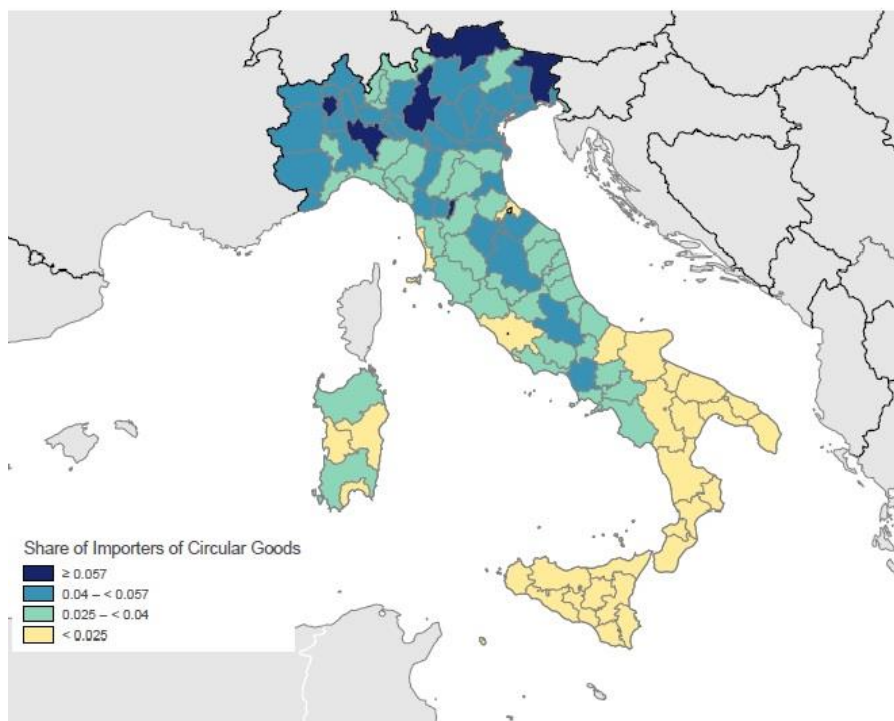 Share of Importers of Circular Goods
≥ 0.057
0.04 – < 0.057
0.025 – < 0.04
< 0.025